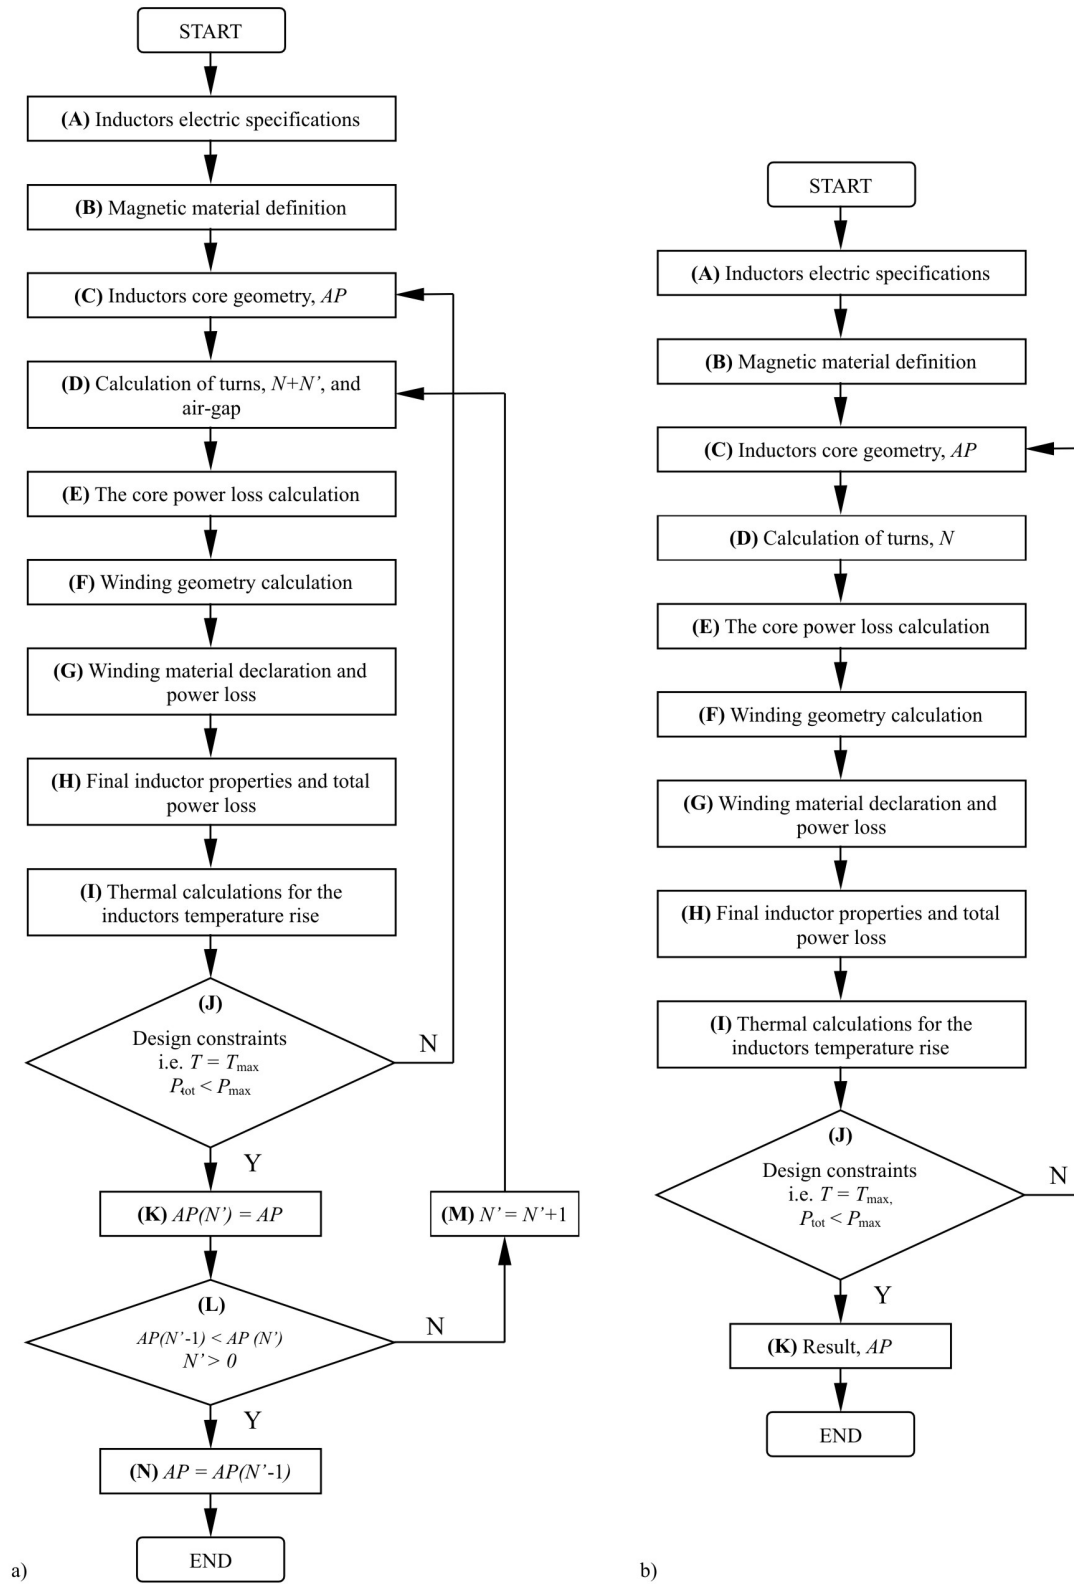 START
(A) Inductors electric specifications
(B) Magnetic material definition
(C) Inductors core geometry, AP
(D) Calculation of turns, N+N’, and
air-gap
(E) The core power loss calculation
(F) Winding geometry calculation
(G) Winding material declaration and
power loss
(H) Final inductor properties and total
power loss
(I) Thermal calculations for the
inductors temperature rise
(J)
Design constraints
i.e. T = Tmax
Ptot < Pmax
N
Y
(K) AP(N’) = AP
(M) N’ = N’+1
(L)
AP(N’-1) < AP (N’)
N’ > 0
N
Y
(N) AP = AP(N’-1)
END
a)
START
(A) Inductors electric specifications
(B) Magnetic material definition
(C) Inductors core geometry, AP
(D) Calculation of turns, N
(E) The core power loss calculation
(F) Winding geometry calculation
(G) Winding material declaration and
power loss
(H) Final inductor properties and total
power loss
(I) Thermal calculations for the
inductors temperature rise
(J)
Design constraints
i.e. T = Tmax,
Ptot < Pmax
N
Y
(K) Result, AP
END
b)